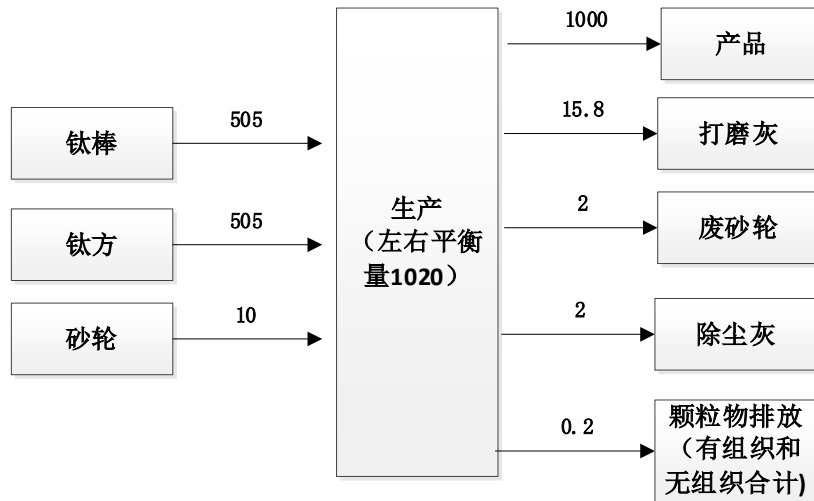 钛棒
505
钛方
505
砂轮
10
生产
（左右平衡
量1020）
1000
产品
15.8
打磨灰
2
废砂轮
2
除尘灰
0.2
颗粒物排放
（有组织和
无组织合计)